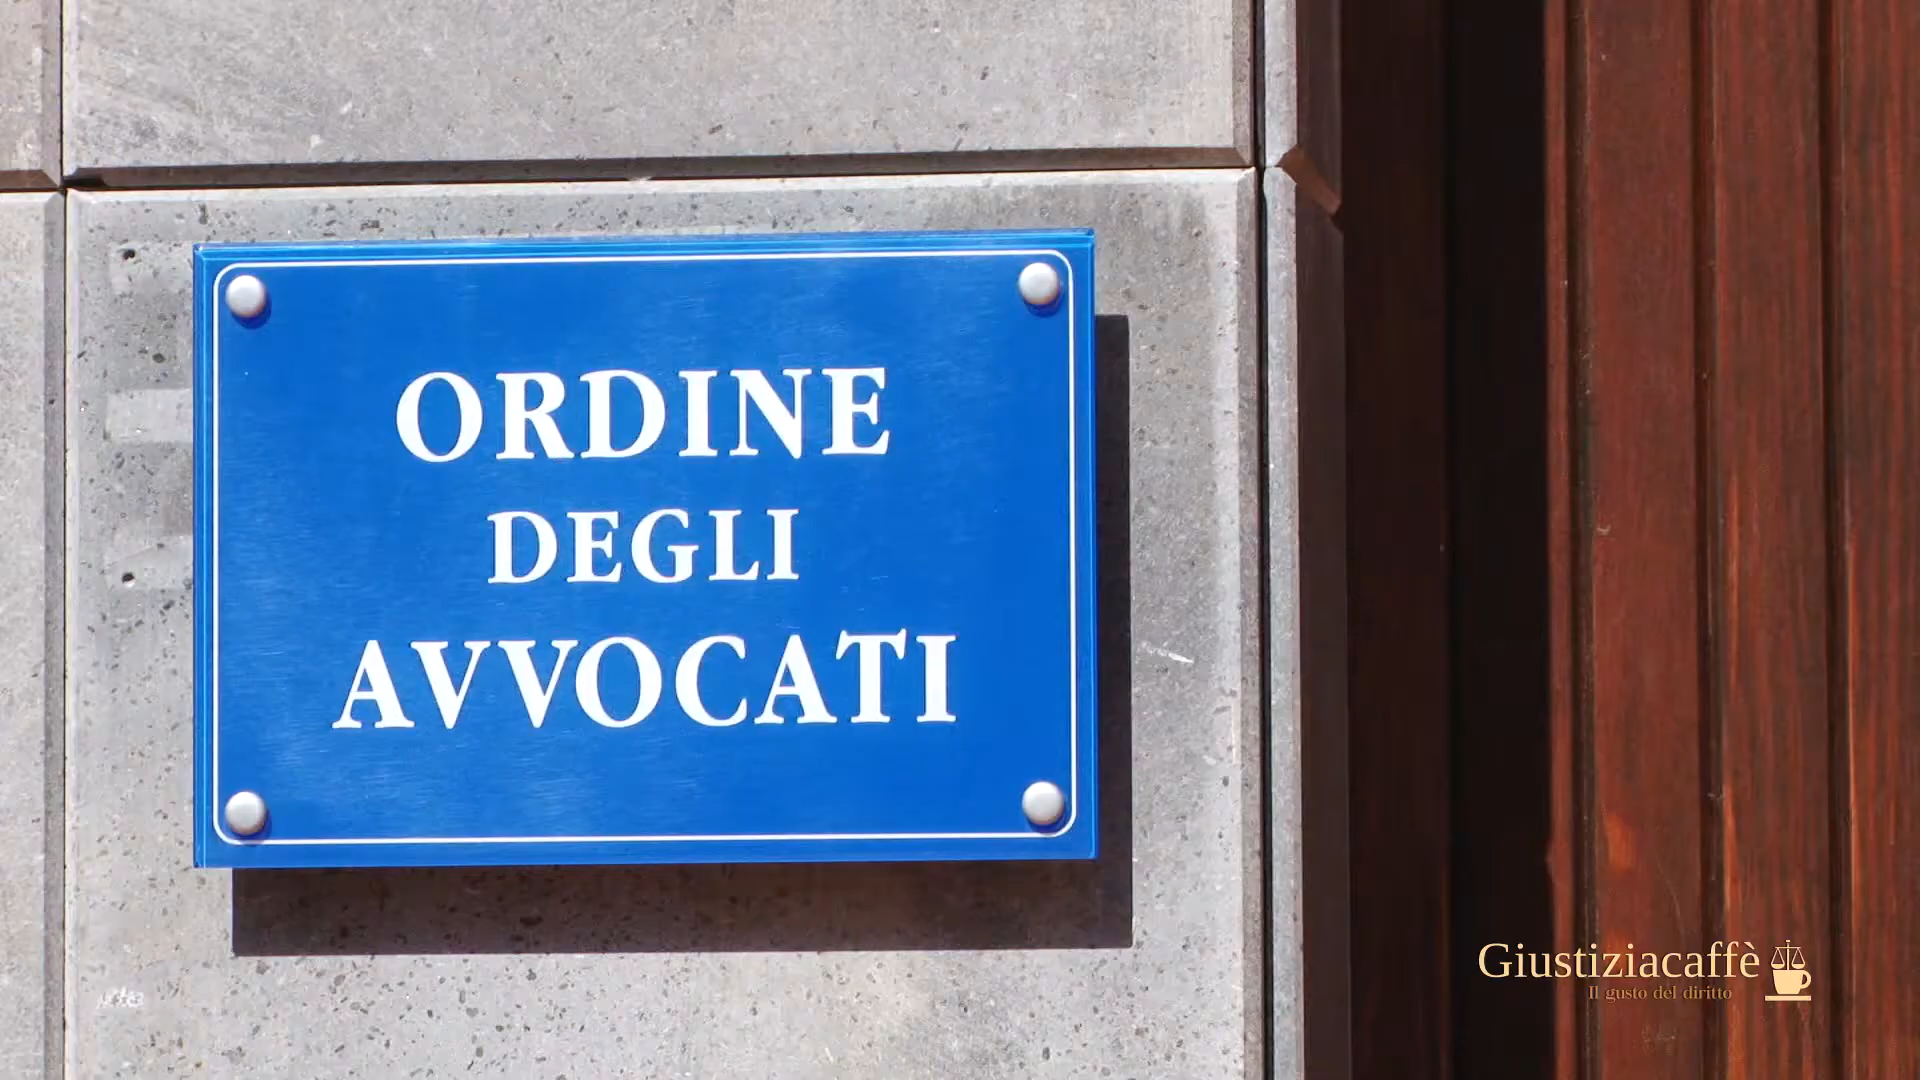 ORDINE
DEGLI
AVVOCATI
Giustiziacaffè
Il gusto del diritto